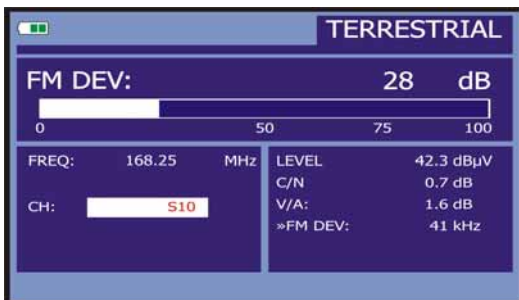 TERRESTRIAL
FM DEV: 28 dB
0 50 75 100
FREQ: 168.25 MHz
CH: S10
LEVEL 42.3 dBµV
C/N 0.7 dB
V/A: 1.6 dB
»FM DEV: 41 kHz